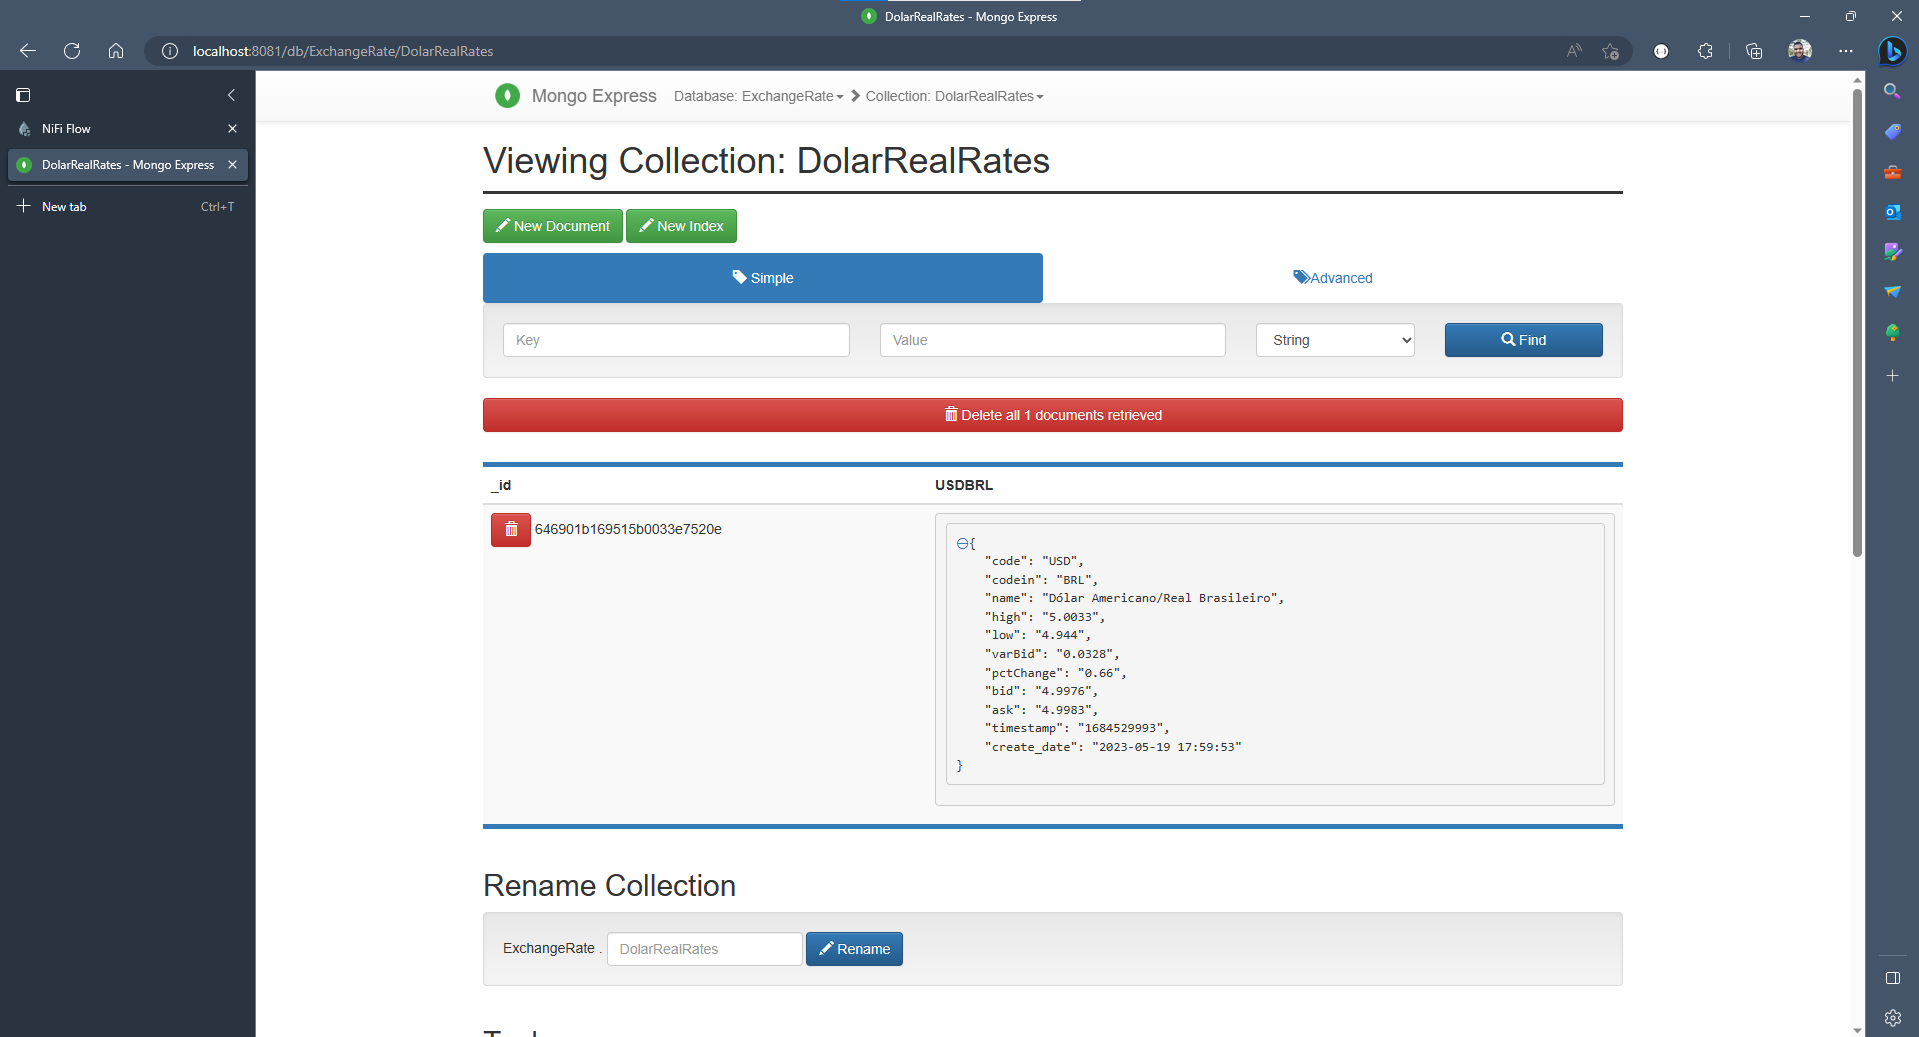 DolarRealRates - Mongo Express
localhost:8081/db/ExchangeRate/DolarRealRates
NiFi Flow
DolarRealRates - Mongo Express
New tab Ctrl+T
Mongo Express Database: ExchangeRate Collection: DolarRealRates
Viewing Collection: DolarRealRates
New Document New Index
Simple Advanced
Key Value String Find
Delete all 1 documents retrieved
_id USDBRL
646901b169515b0033e7520e
{
"code": "USD",
"codein": "BRL",
"name": "Dólar Americano/Real Brasileiro",
"high": "5.0033",
"low": "4.944",
"varBid": "0.0328",
"pctChange": "0.66",
"bid": "4.9976",
"ask": "4.9983",
"timestamp": "1684529993",
"create_date": "2023-05-19 17:59:53"
}
Rename Collection
ExchangeRate . DolarRealRates Rename